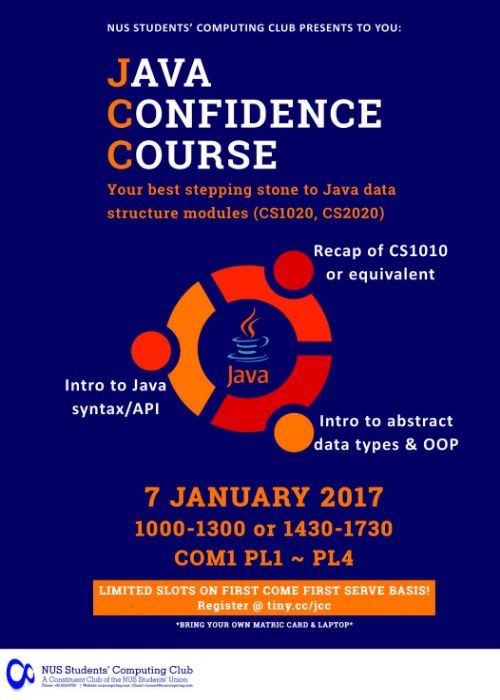 NUS STUDENTS' COMPUTING CLUB PRESENTS TO YOU:
JAVA
CONFIDENCE
COURSE
Your best stepping stone to Java data
structure modules (CS1020, CS2020)
Recap of CS1010
or equivalent
Java
Intro to Java
syntax/API
Intro to abstract
data types & OOP
7 JANUARY 2017
1000-1300 or 1430-1730
COM1 PL1 ~ PL4
LIMITED SLOTS ON FIRST COME FIRST SERVE BASIS!
Register @ tiny.cc/jcc
*BRING YOUR OWN MATRIC CARD & LAPTOP*
NUS Students' Computing Club
A Constituent Club of the NUS Students' Union